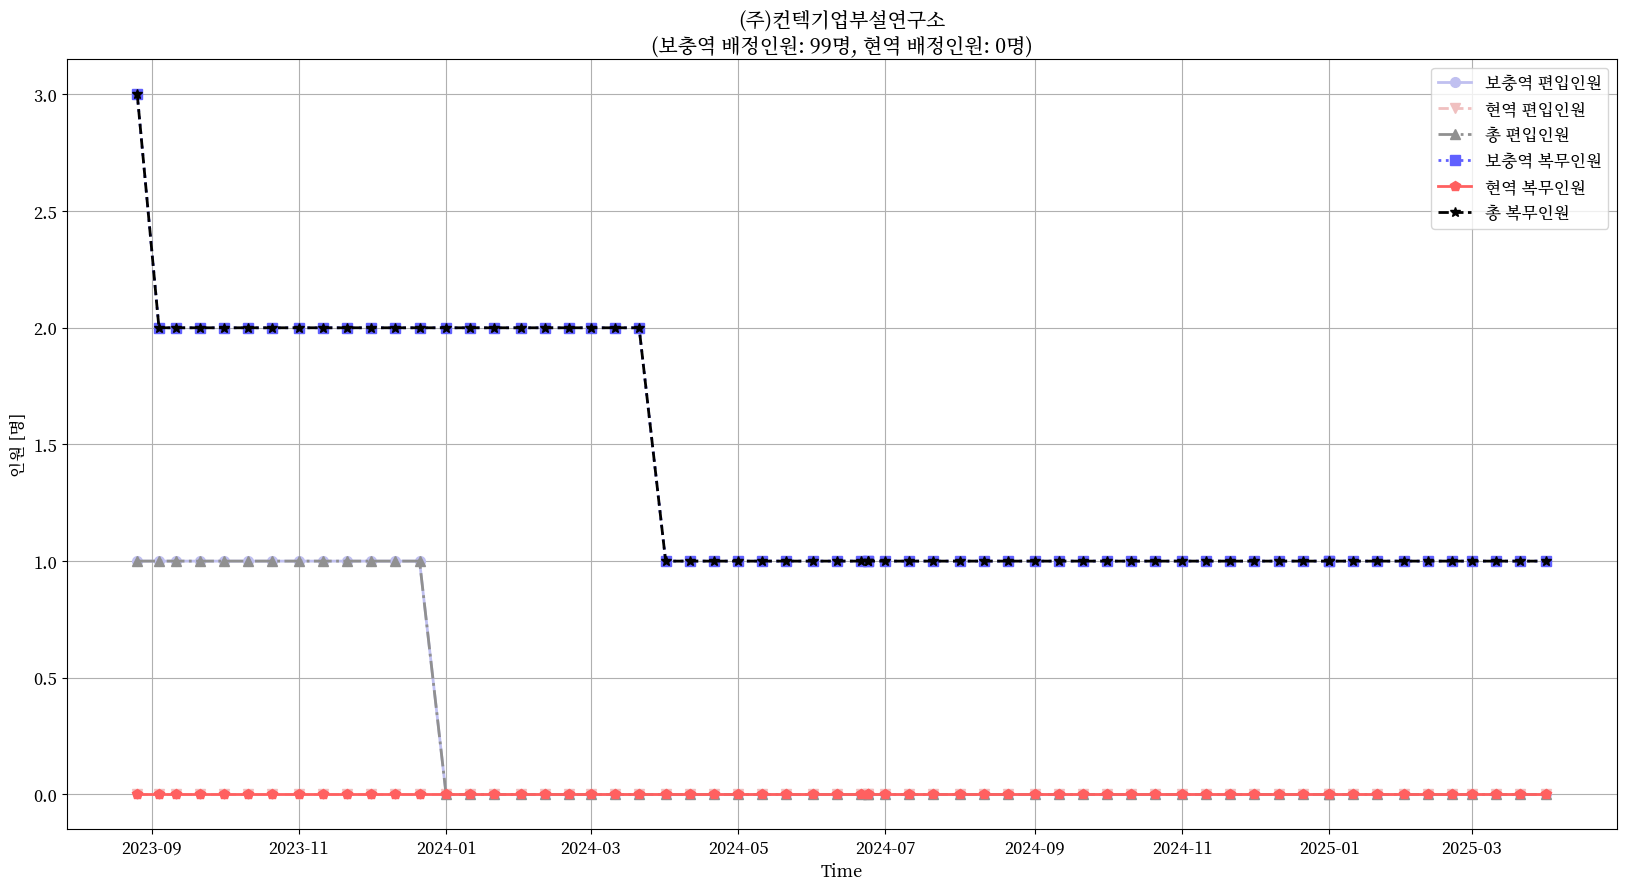 (주)컨텍기업부설연구소
(보충역 배정인원: 99명, 현역 배정인원: 0명)
보충역 편입인원
현역 편입인원
총 편입인원
보충역 복무인원
현역 복무인원
총 복무인원
인원 [명]
3.0
2.5
2.0
1.5
1.0
0.5
0.0
2023-09
2023-11
2024-01
2024-03
2024-05
2024-07
2024-09
2024-11
2025-01
2025-03
Time